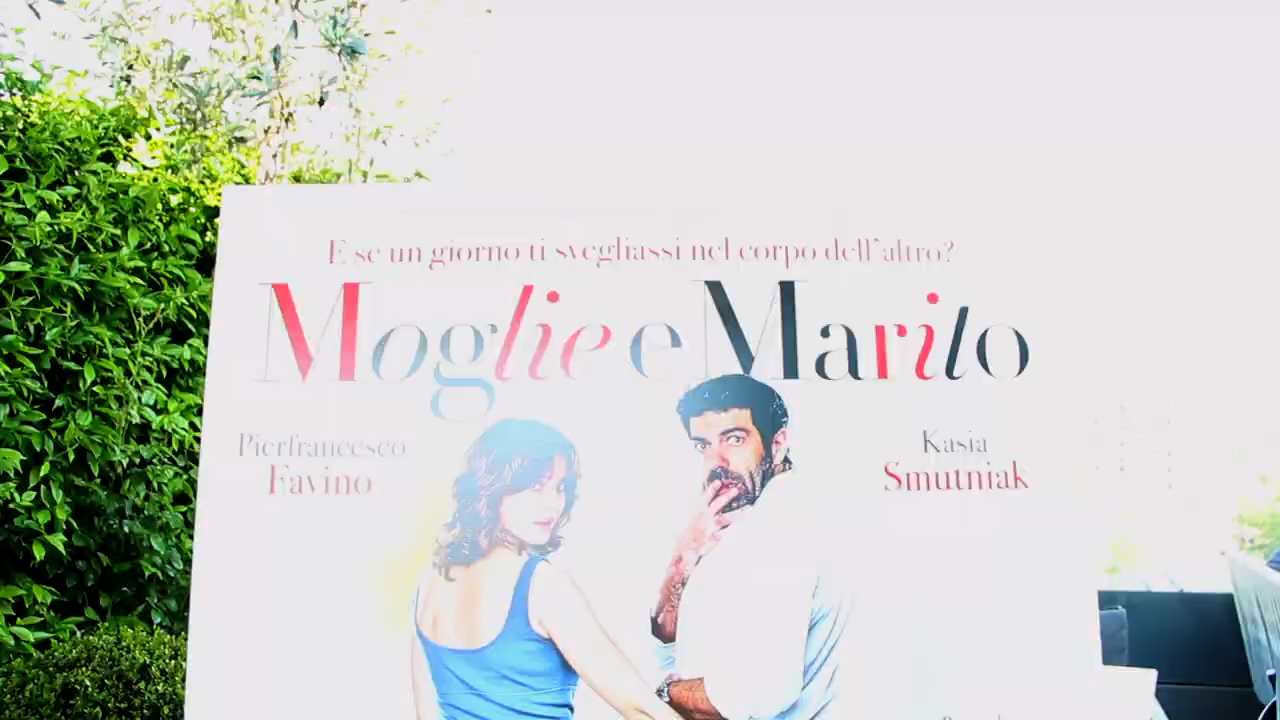 E se un giorno ti svegliassi nel corpo dell'altro?
Moglie e Marito
Pierfrancesco
Favino
Kasia
Smutniak